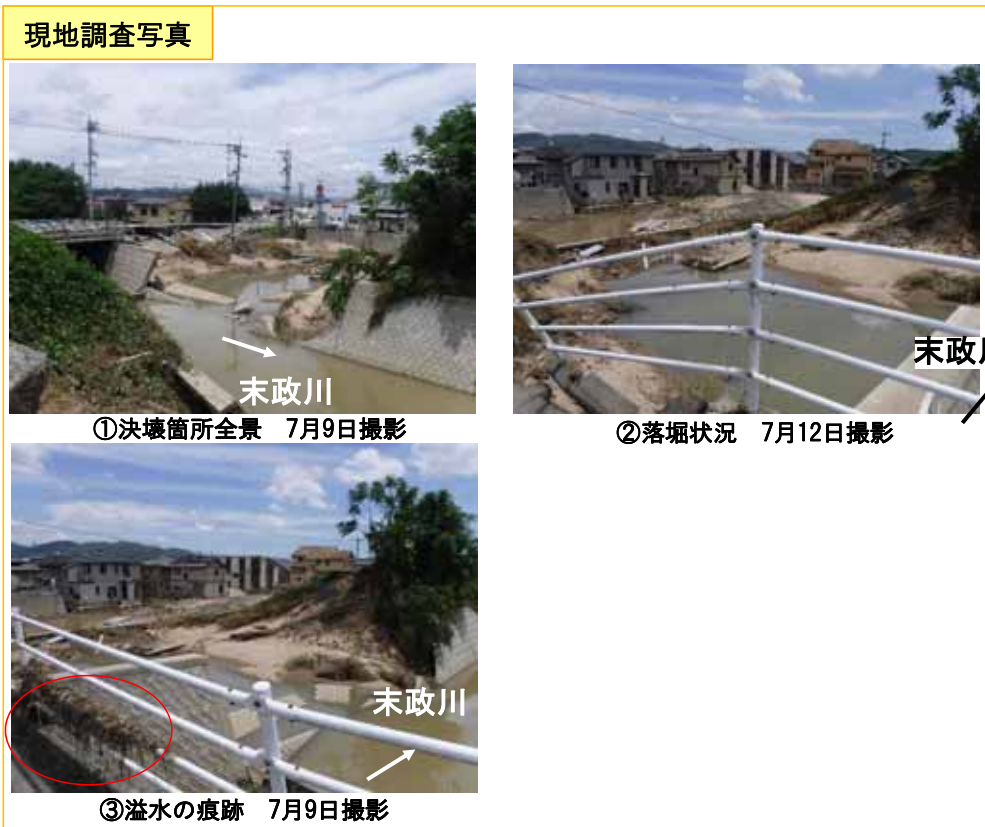 現地調査写真
末政川
①決壊箇所全景　7月9日撮影
末政
②落堀状況　7月12日撮影
末政川
③溢水の痕跡　7月9日撮影